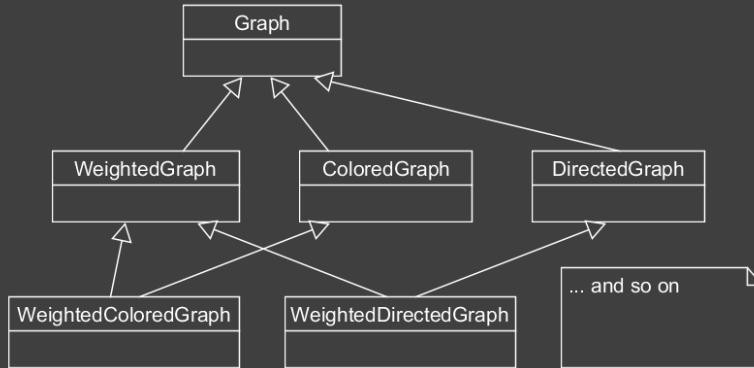 Graph
WeightedGraph
ColoredGraph
DirectedGraph
WeightedColoredGraph
WeightedDirectedGraph
... and so on